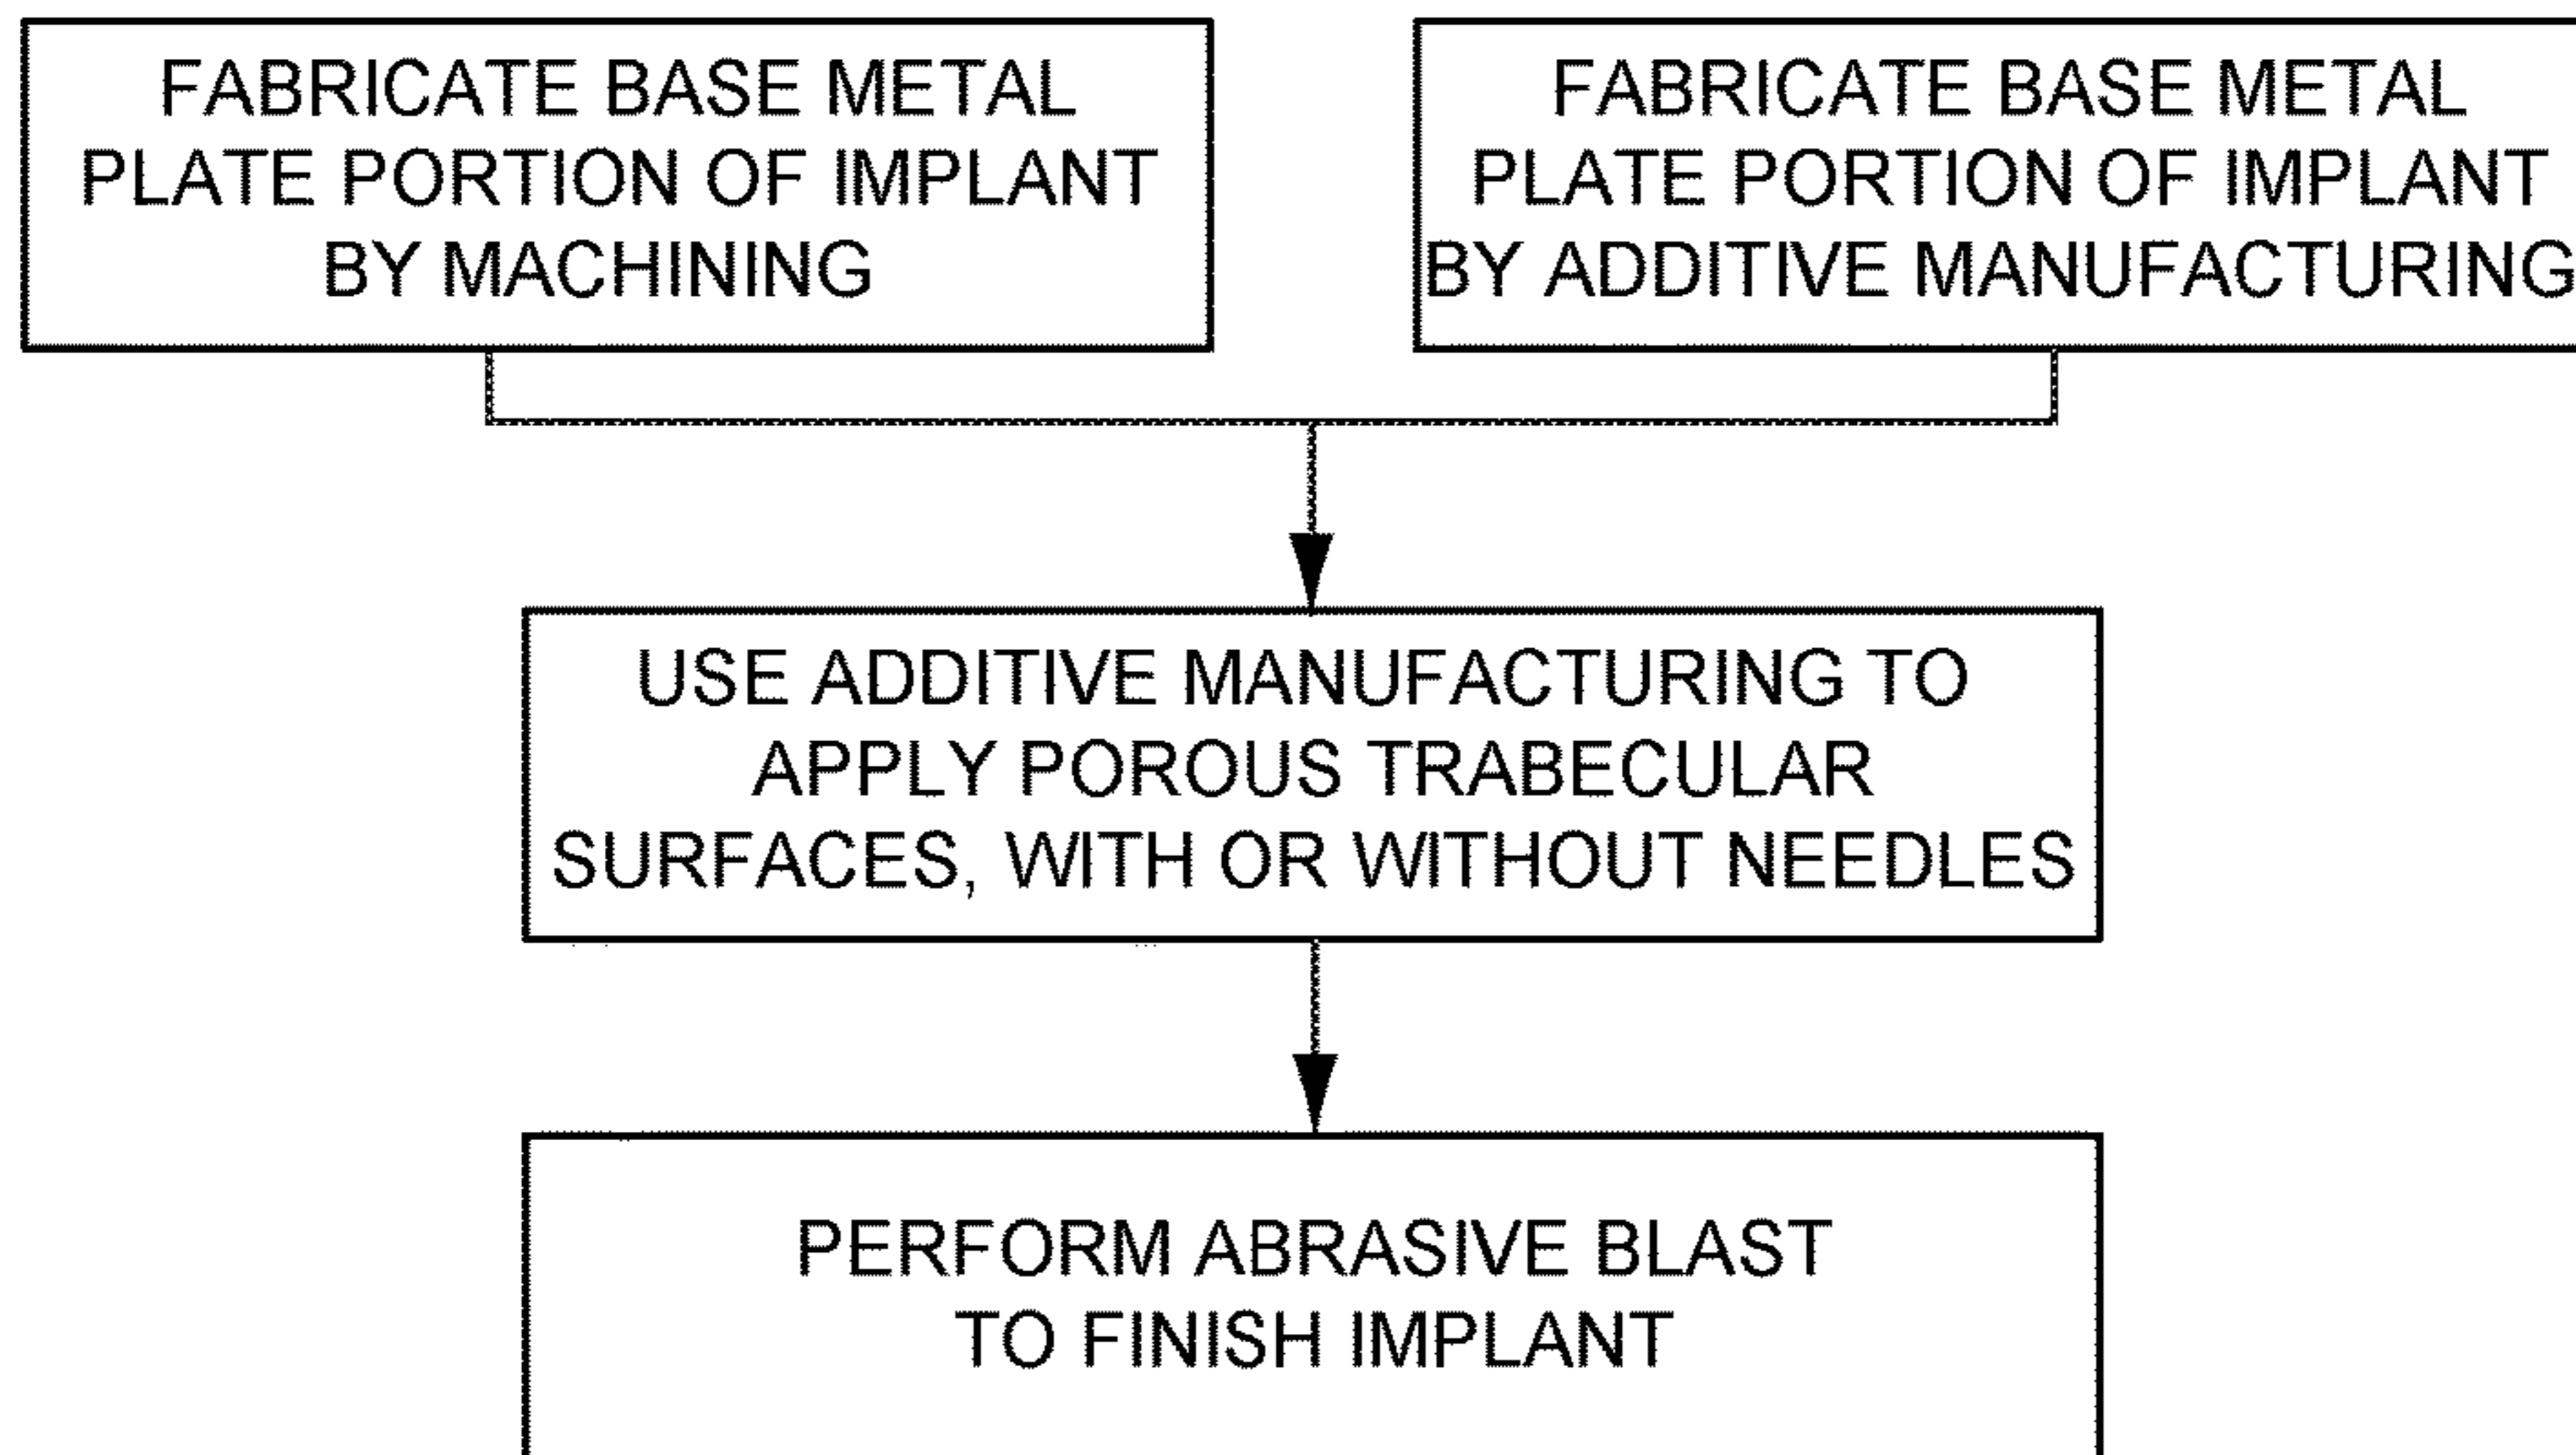 FABRICATE BASE METAL
PLATE PORTION OF IMPLANT
BY MACHINING
FABRICATE BASE METAL
PLATE PORTION OF IMPLANT
BY ADDITIVE MANUFACTURING
USE ADDITIVE MANUFACTURING TO
APPLY POROUS TRABECULAR
SURFACES, WITH OR WITHOUT NEEDLES
PERFORM ABRASIVE BLAST
TO FINISH IMPLANT